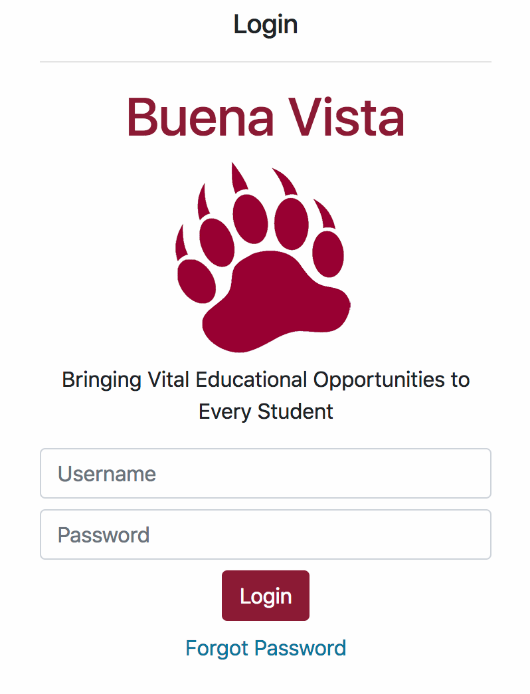 Login
Buena Vista
Bringing Vital Educational Opportunities to
Every Student
Username
Password
Login
Forgot Password